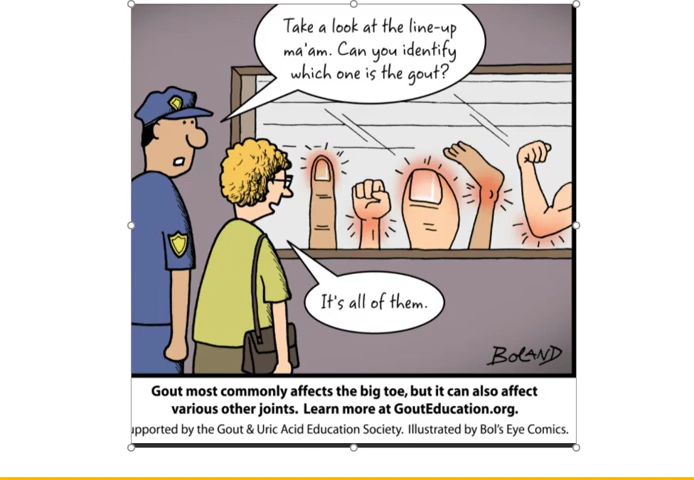 Take a look at the line-up
ma'am. Can you identify
which one is the gout?
It's all of them.
BOLAND
Gout most commonly affects the big toe, but it can also affect
various other joints. Learn more at GoutEducation.org.
upported by the Gout & Uric Acid Education Society. Illustrated by Bol's Eye Comics.